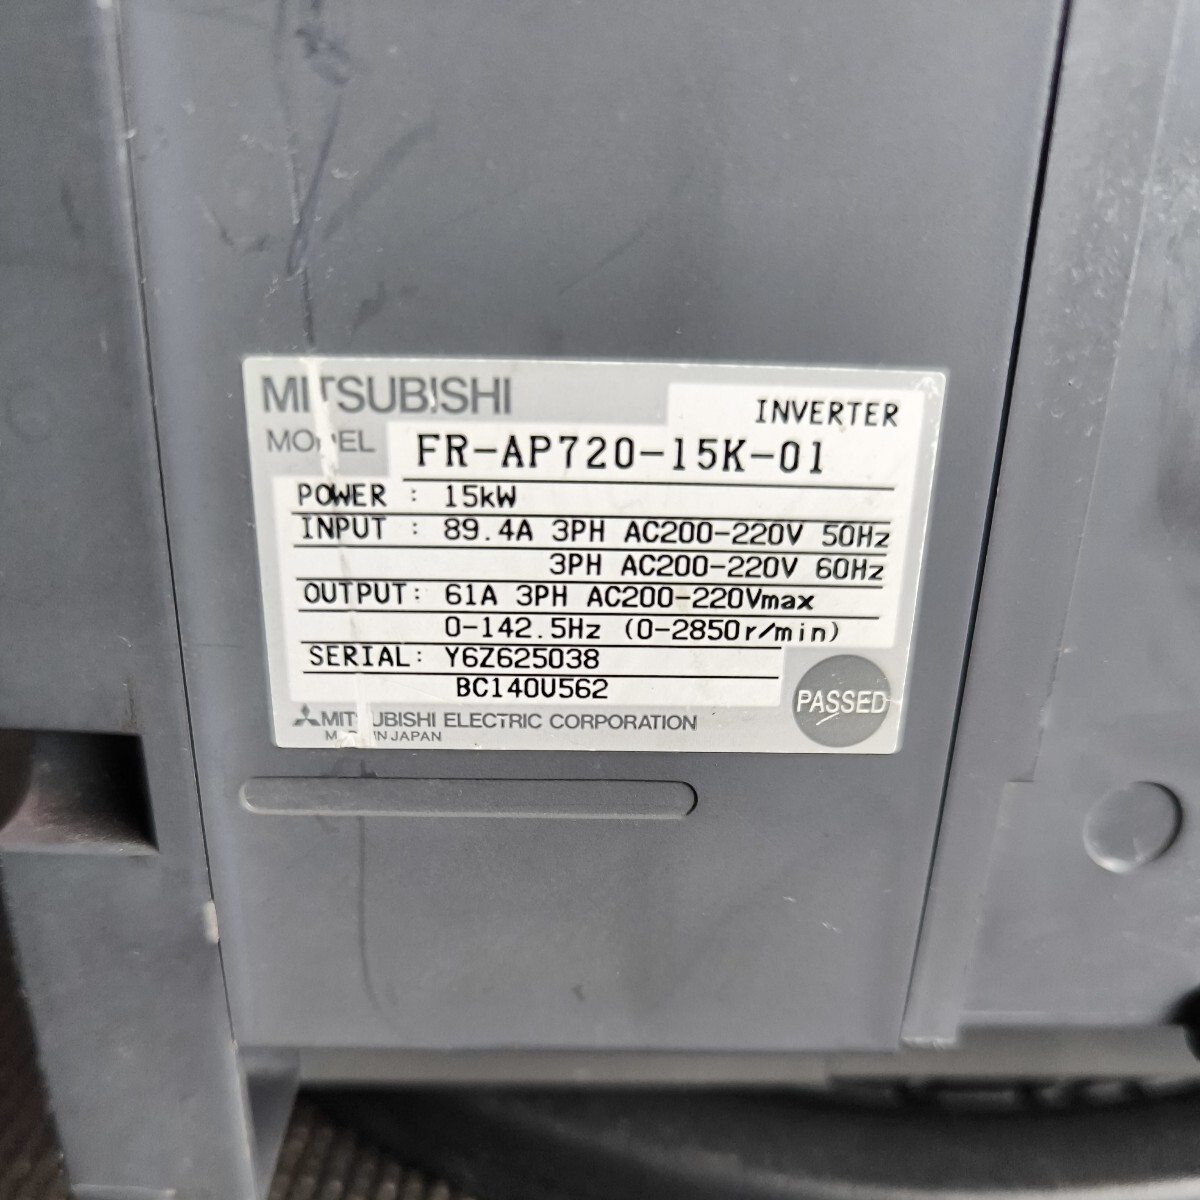 MITSUBISHI
INVERTER
MODEL FR-AP720-15K-01
POWER : 15kW
INPUT : 89.4A 3PH AC200-220V 50Hz
3PH AC200-220V 60Hz
OUTPUT: 61A 3PH AC200-220Vmax
0-142.5Hz (0-2850r/min)
SERIAL: Y6Z625038
BC140U562
PASSED
MITSUBISHI ELECTRIC CORPORATION
MADE IN JAPAN